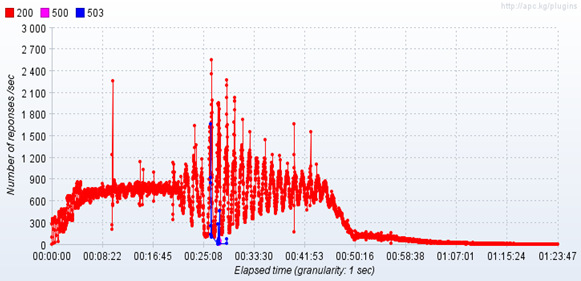 http://apc.kg/plugins
200 500 503
3 000
2 700
2 400
2 100
1 800
1 500
1 200
900
600
300
0
Number of reponses /sec
00:00:00 00:08:22 00:16:45 00:25:08 00:33:30 00:41:53 00:50:16 00:58:38 01:07:01 01:15:24 01:23:47
Elapsed time (granularity: 1 sec)